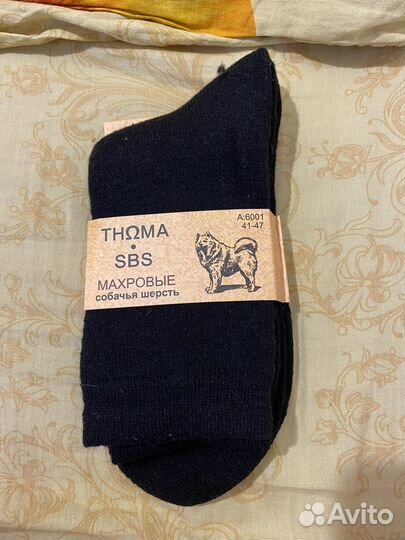 THΩMA
•
SBS
МАХРОВЫЕ
собачья шерсть
A:6001
41-47
Avito